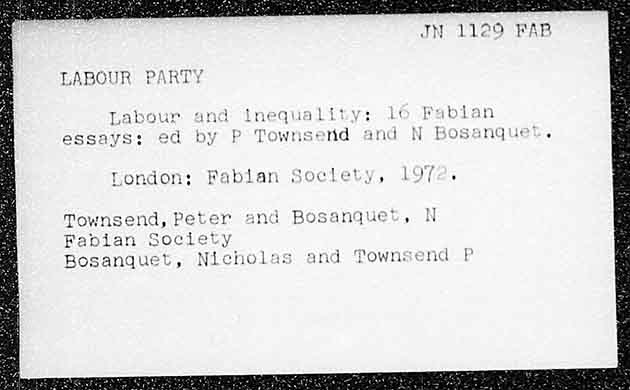 JN 1129 FAB
LABOUR PARTY
Labour and inequality: 16 Fabian
essays: ed by P Townsend and N Bosanquet.
London: Fabian Society, 1972.
Townsend,Peter and Bosanquet, N
Fabian Society
Bosanquet, Nicholas and Townsend P